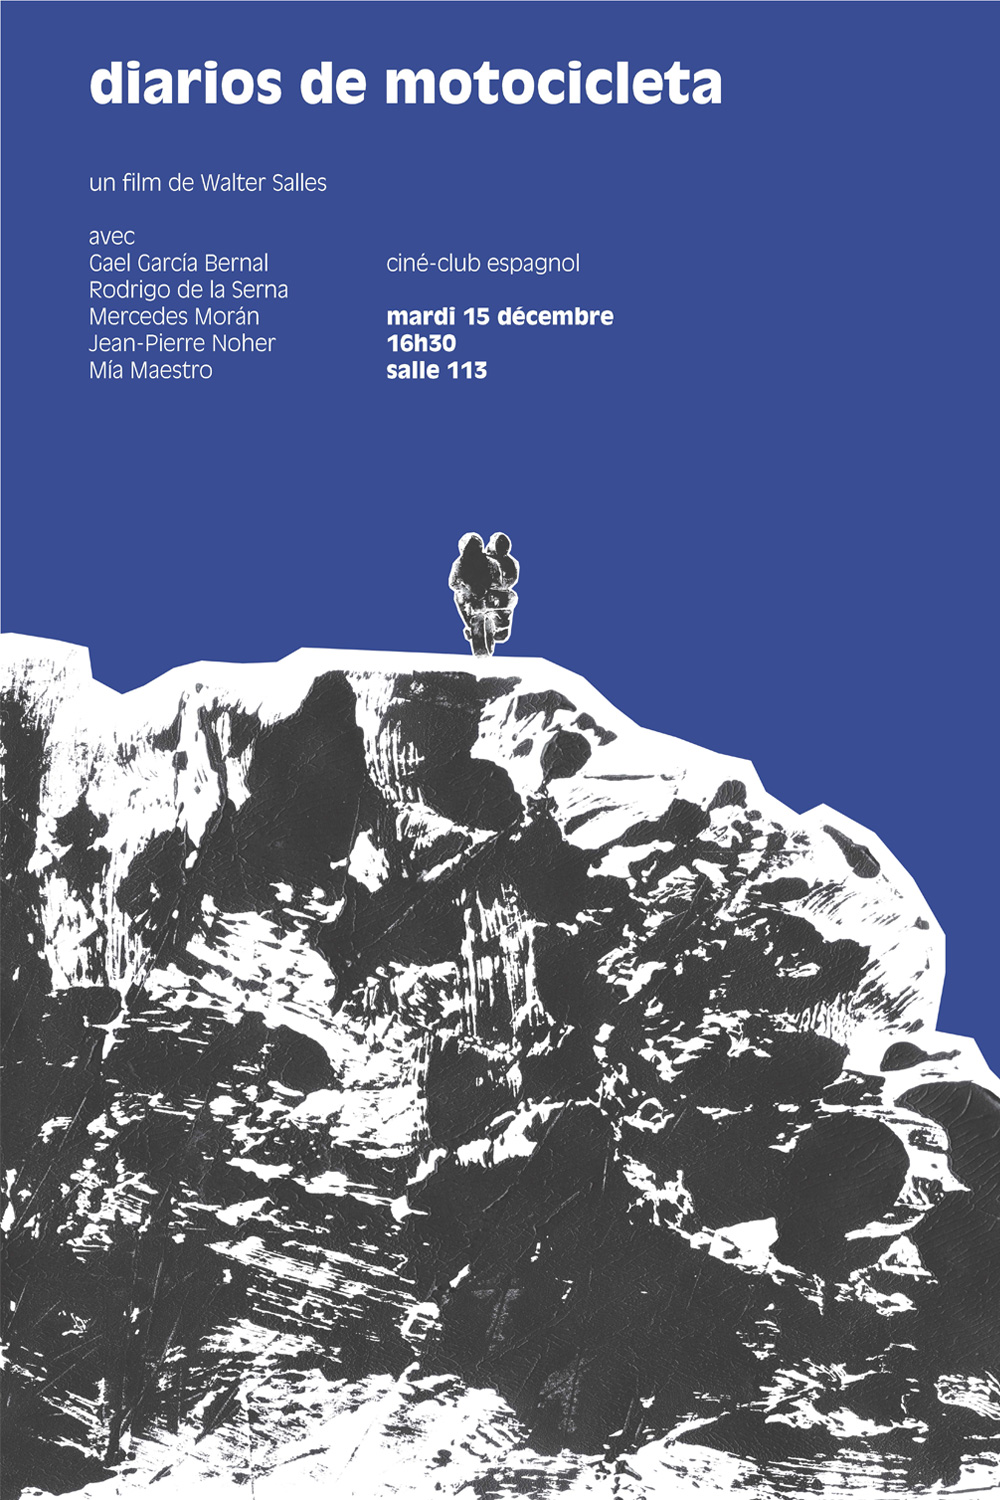 diarios de motocicleta
un film de Walter Salles
avec
Gael García Bernal
Rodrigo de la Serna
Mercedes Morán
Jean-Pierre Noher
Mía Maestro
ciné-club espagnol
mardi 15 décembre
16h30
salle 113